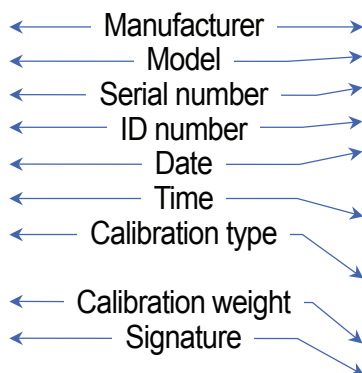 Manufacturer
Model
Serial number
ID number
Date
Time
Calibration type
Calibration weight
Signature